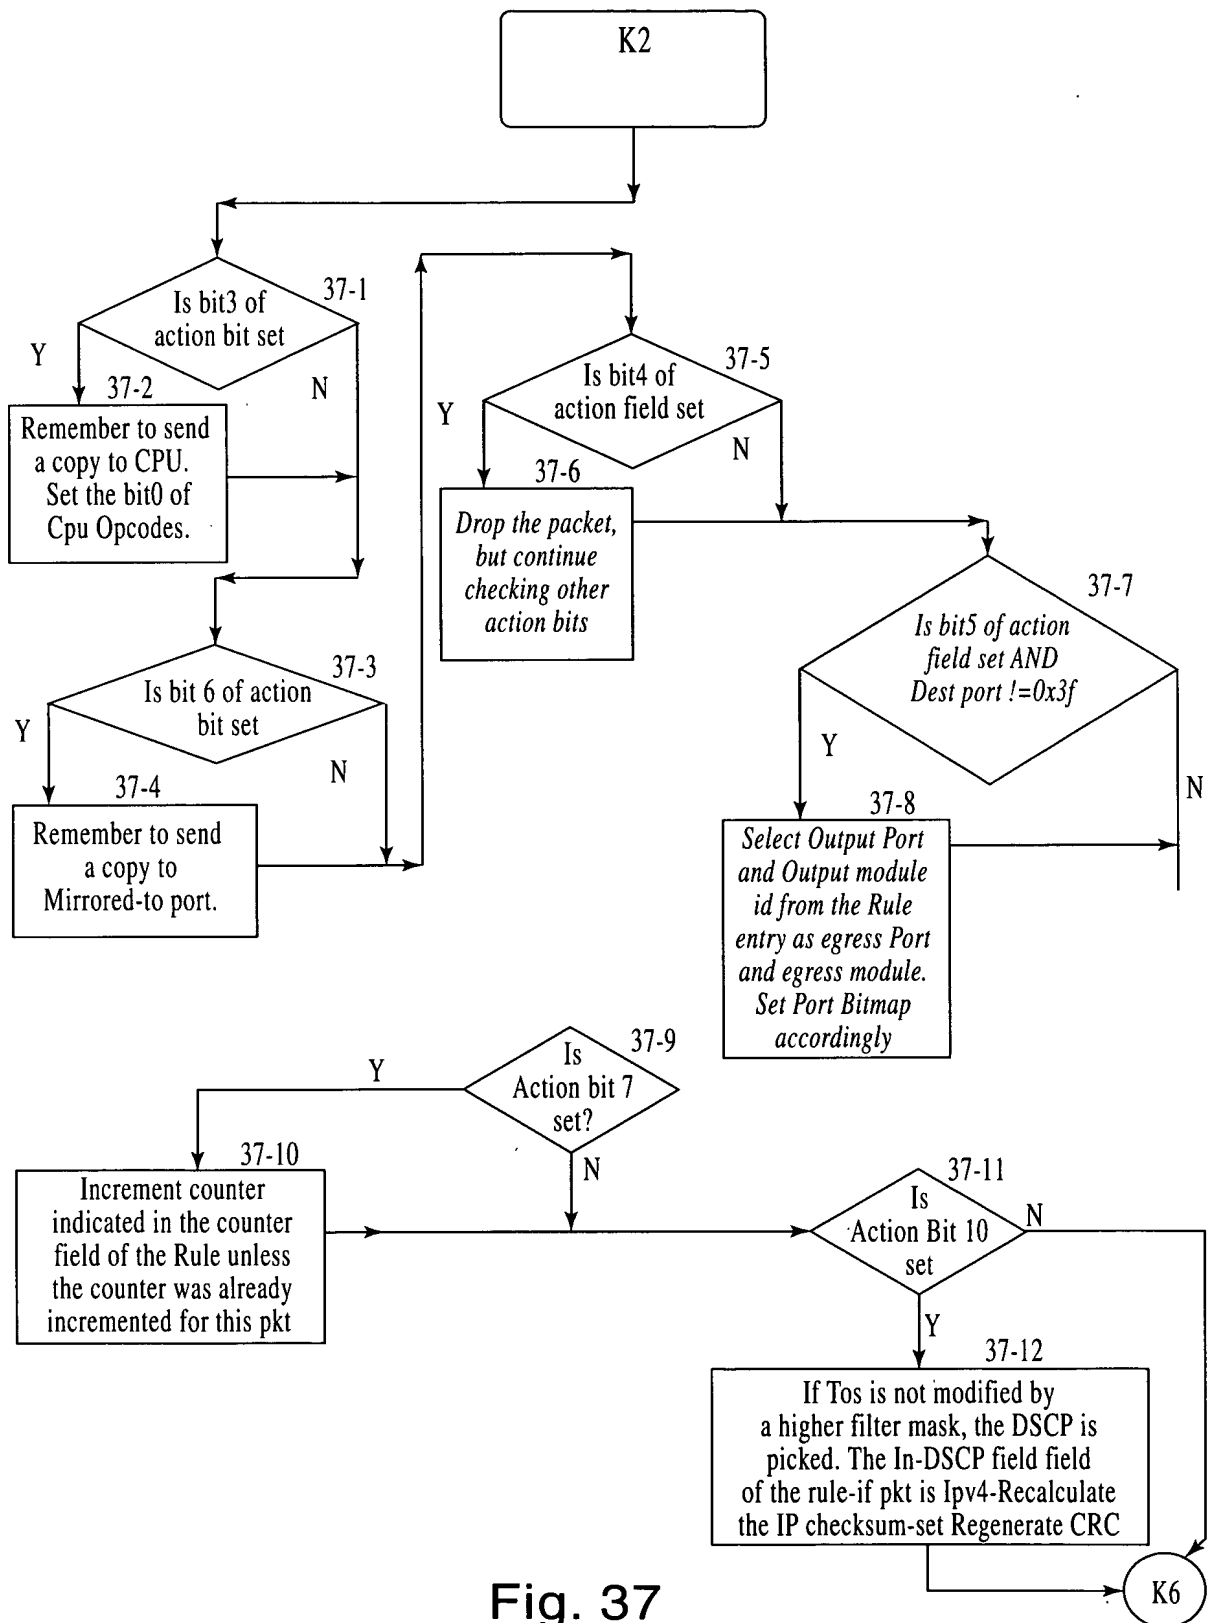 K2
37-1
Is bit3 of
action bit set
Y
N
37-2
Remember to send
a copy to CPU.
Set the bit0 of
Cpu Opcodes.
37-3
Is bit 6 of action
bit set
Y
N
37-4
Remember to send
a copy to
Mirrored-to port.
37-5
Is bit4 of
action field set
Y
N
37-6
Drop the packet,
but continue
checking other
action bits
37-7
Is bit5 of action
field set AND
Dest port !=0x3f
Y
N
37-8
Select Output Port
and Output module
id from the Rule
entry as egress Port
and egress module.
Set Port Bitmap
accordingly
37-9
Is
Action bit 7
set?
Y
N
37-10
Increment counter
indicated in the counter
field of the Rule unless
the counter was already
incremented for this pkt
37-11
Is
Action Bit 10
set
N
Y
37-12
If Tos is not modified by
a higher filter mask, the DSCP is
picked. The In-DSCP field field
of the rule-if pkt is Ipv4-Recalculate
the IP checksum-set Regenerate CRC
K6
Fig. 37